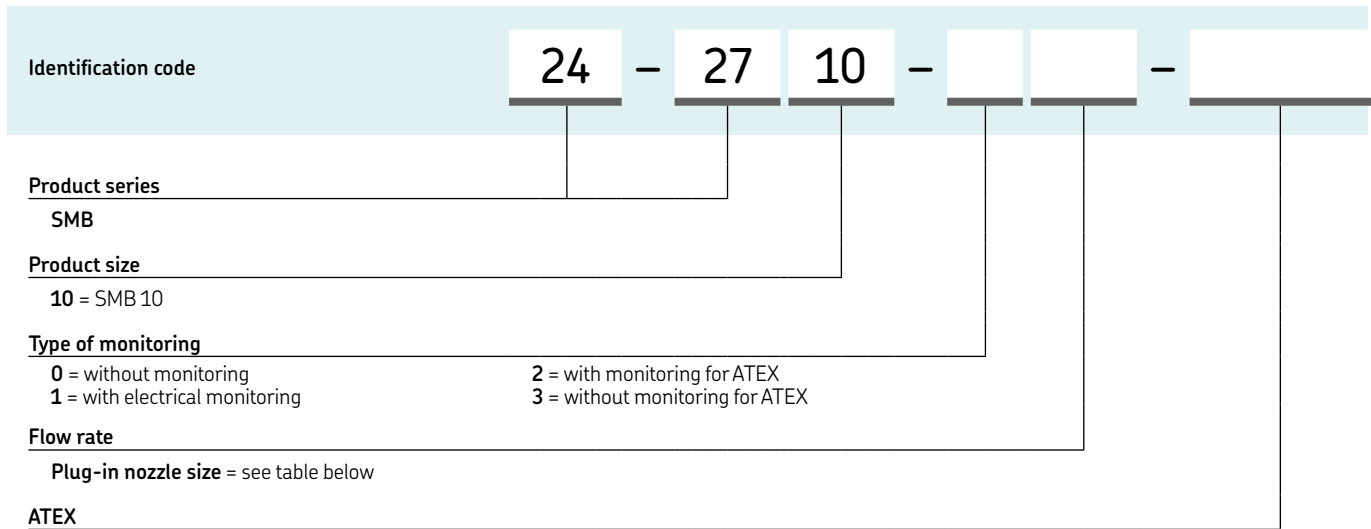 Identification code 24 – 27 10 – –
Product series
SMB
Product size
10 = SMB 10
Type of monitoring
0 = without monitoring 2 = with monitoring for ATEX
1 = with electrical monitoring 3 = without monitoring for ATEX
Flow rate
Plug-in nozzle size = see table below
ATEX